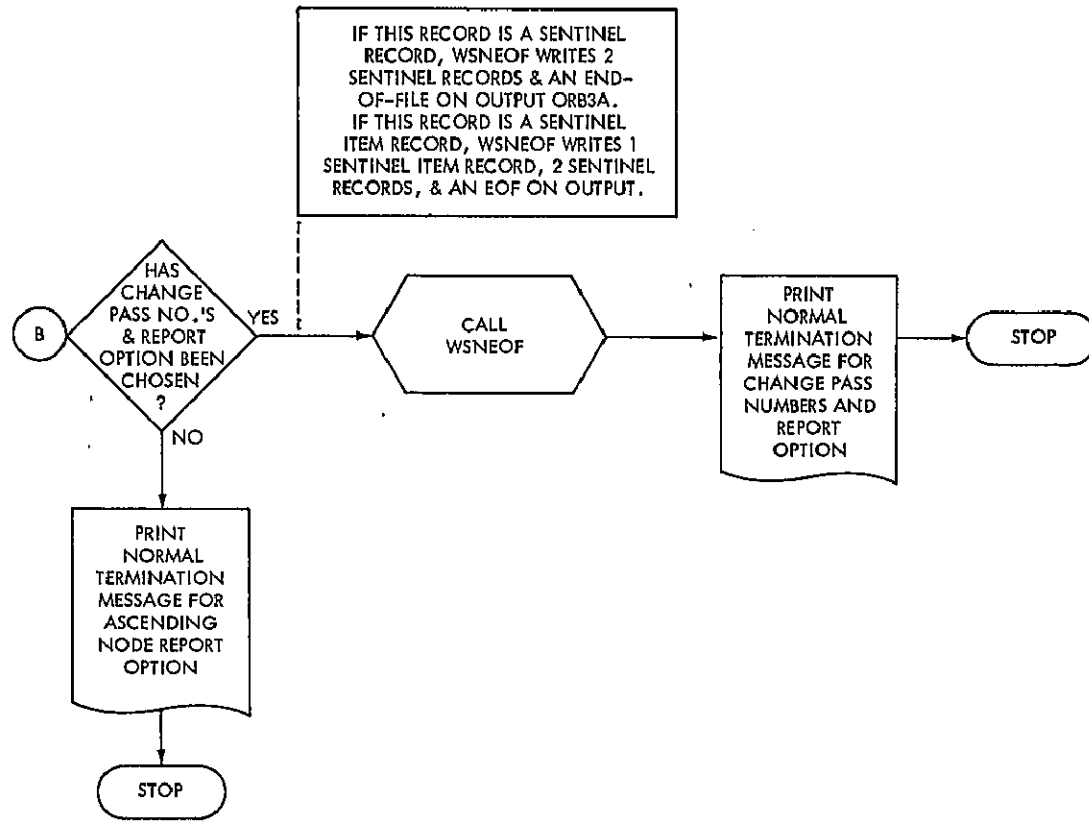 IF THIS RECORD IS A SENTINEL
RECORD, WSNEOF WRITES 2
SENTINEL RECORDS & AN END-
OF-FILE ON OUTPUT ORB3A.
IF THIS RECORD IS A SENTINEL
ITEM RECORD, WSNEOF WRITES 1
SENTINEL ITEM RECORD, 2 SENTINEL
RECORDS, & AN EOF ON OUTPUT.
B
HAS
CHANGE
PASS NO.'S
& REPORT
OPTION BEEN
CHOSEN
?
YES
CALL
WSNEOF
PRINT
NORMAL
TERMINATION
MESSAGE FOR
CHANGE PASS
NUMBERS AND
REPORT
OPTION
STOP
NO
PRINT
NORMAL
TERMINATION
MESSAGE FOR
ASCENDING
NODE REPORT
OPTION
STOP